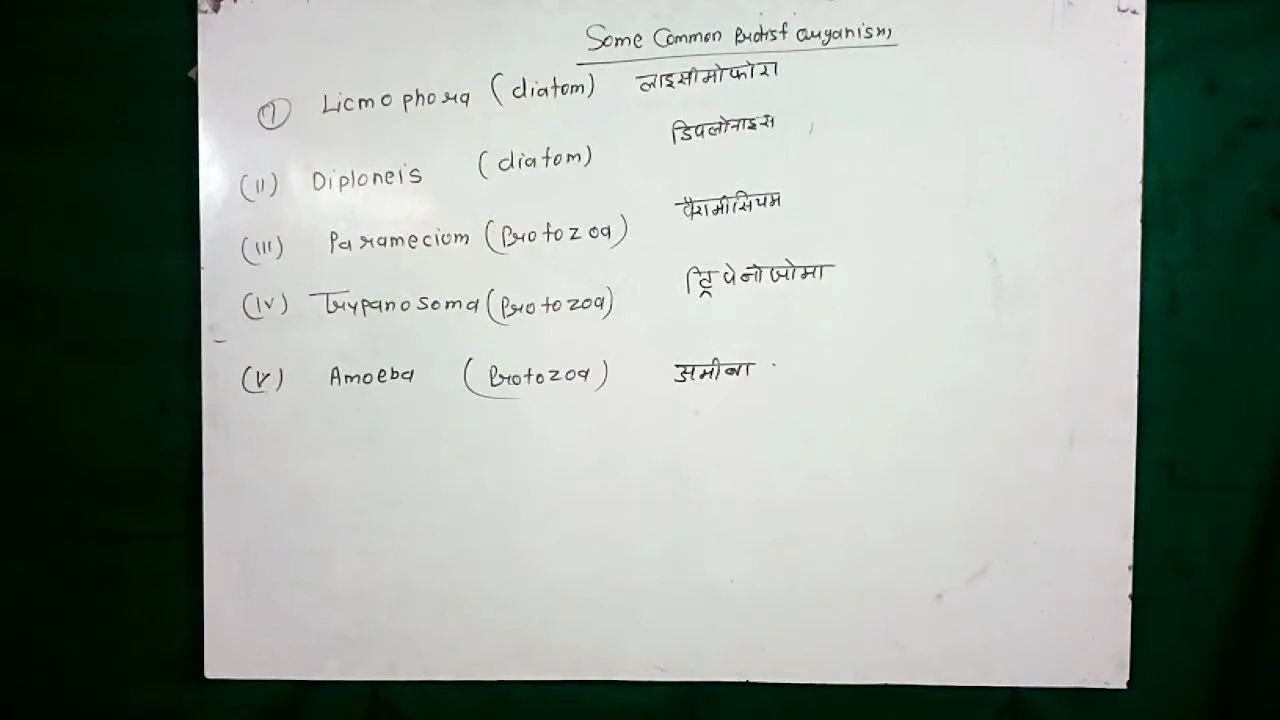 Some Common Protist organism,
(i) Licmophora (diatom) लाइसीमोफोरा
(ii) Diploneis (diatom) डिपलोनाइस
(iii) Paramecium (Protozoa) पैरामीसियम
(iv) Trypanosoma (Protozoa) ट्रिपेनोजोमा
(v) Amoeba (Protozoa) अमीबा